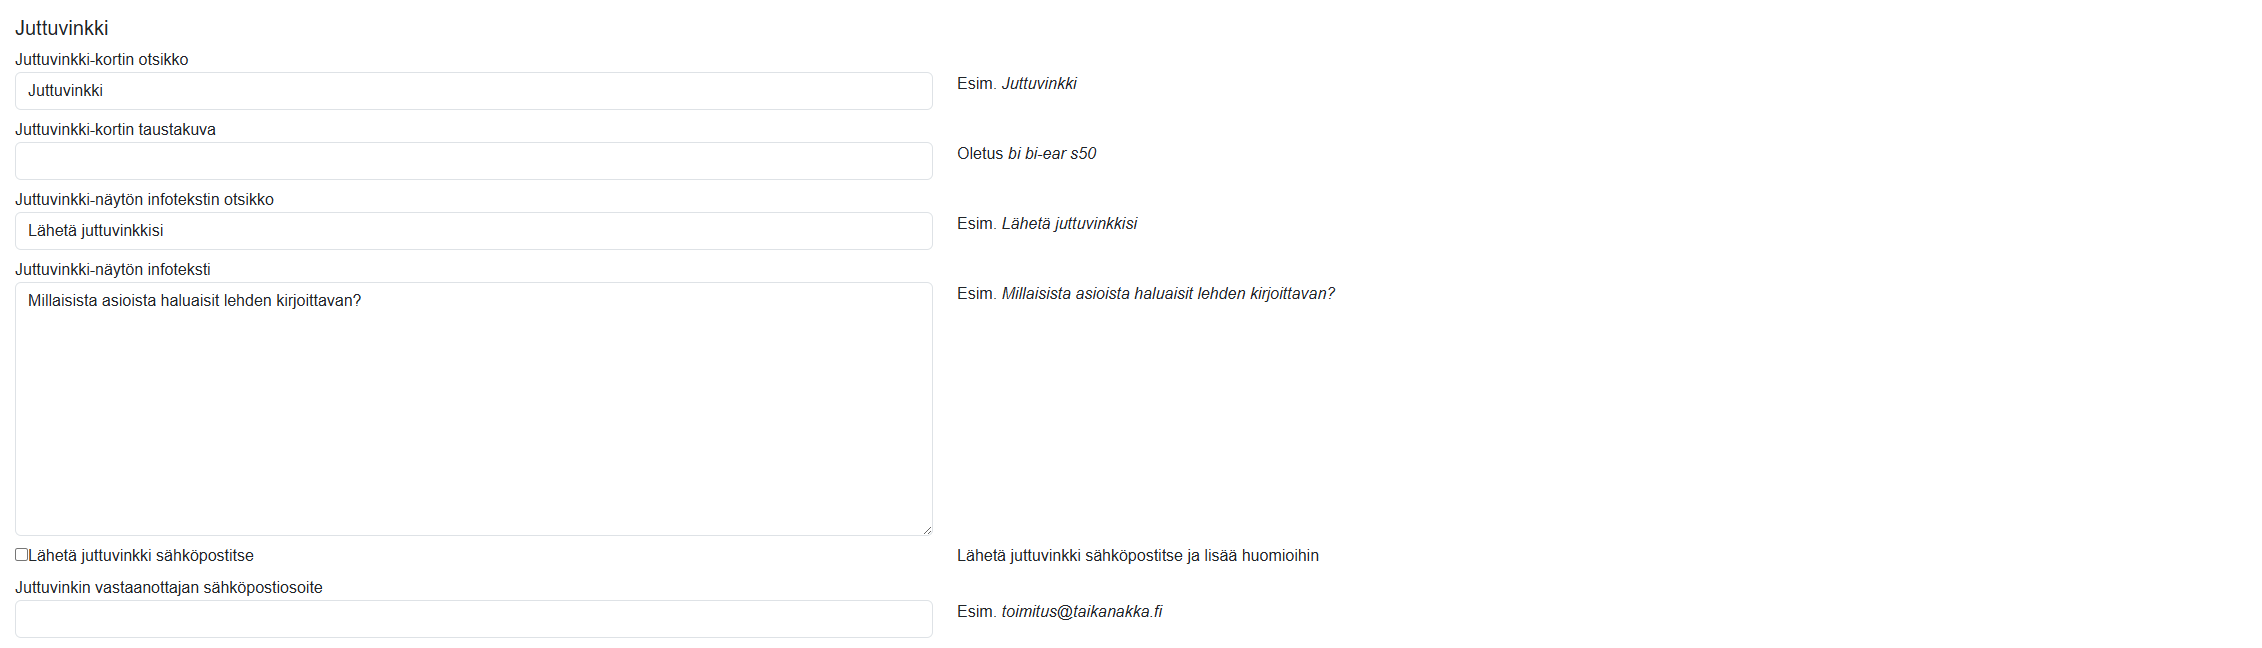 Juttuvinkki
Juttuvinkki-kortin otsikko
Juttuvinkki
Esim. Juttuvinkki
Juttuvinkki-kortin taustakuva
Oletus bi bi-ear s50
Juttuvinkki-näytön infotekstin otsikko
Lähetä juttuvinkkisi
Esim. Lähetä juttuvinkkisi
Juttuvinkki-näytön infoteksti
Millaisista asioista haluaisit lehden kirjoittavan?
Esim. Millaisista asioista haluaisit lehden kirjoittavan?
Lähetä juttuvinkki sähköpostitse
Lähetä juttuvinkki sähköpostitse ja lisää huomioihin
Juttuvinkin vastaanottajan sähköpostiosoite
Esim. toimitus@taikanakka.fi